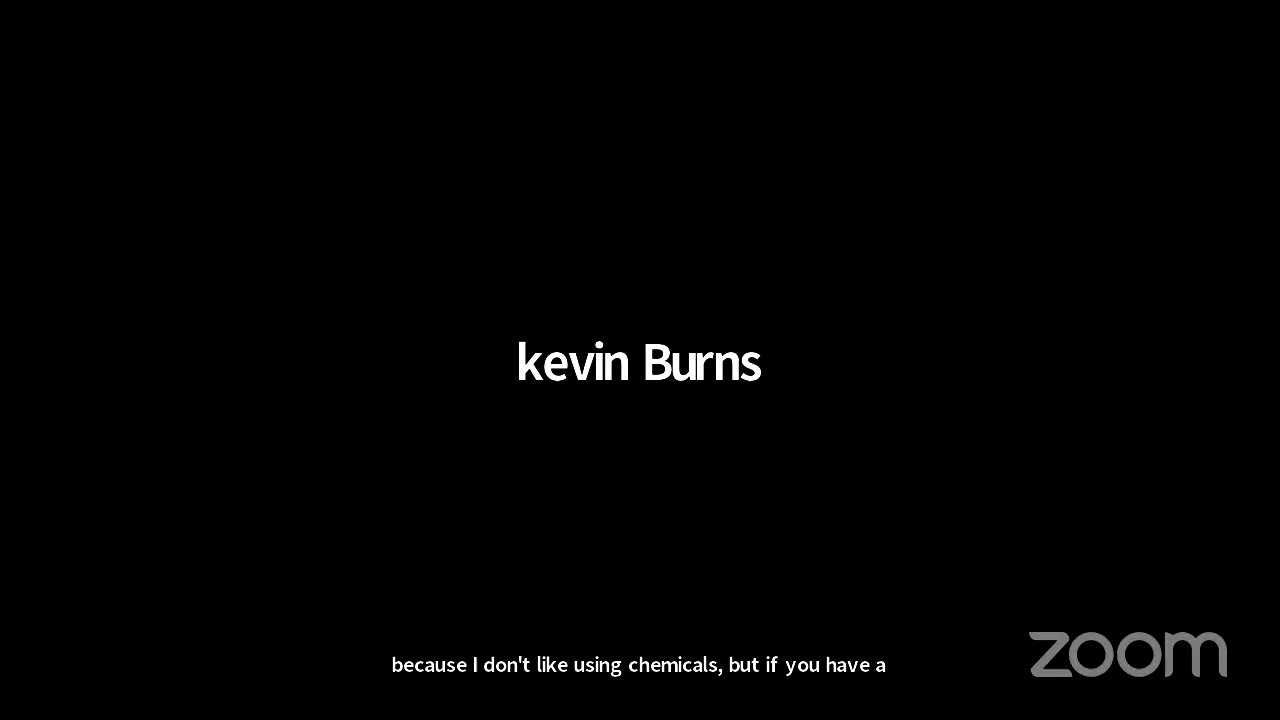 kevin Burns
because I don't like using chemicals, but if you have a
zoom